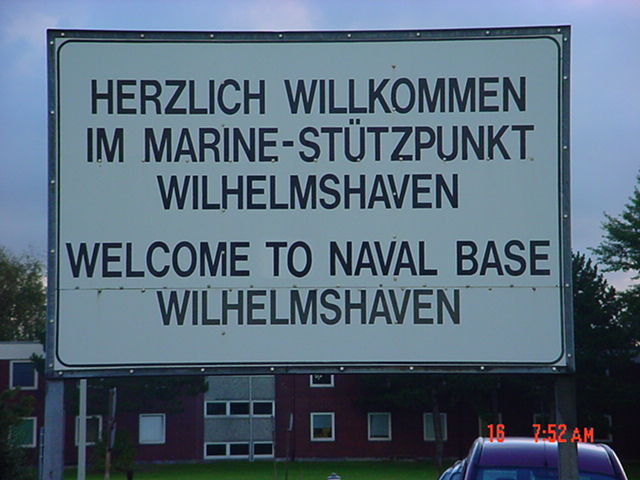 HERZLICH WILLKOMMEN
IM MARINE-STÜTZPUNKT
WILHELMSHAVEN
WELCOME TO NAVAL BASE
WILHELMSHAVEN
16 7:52 AM